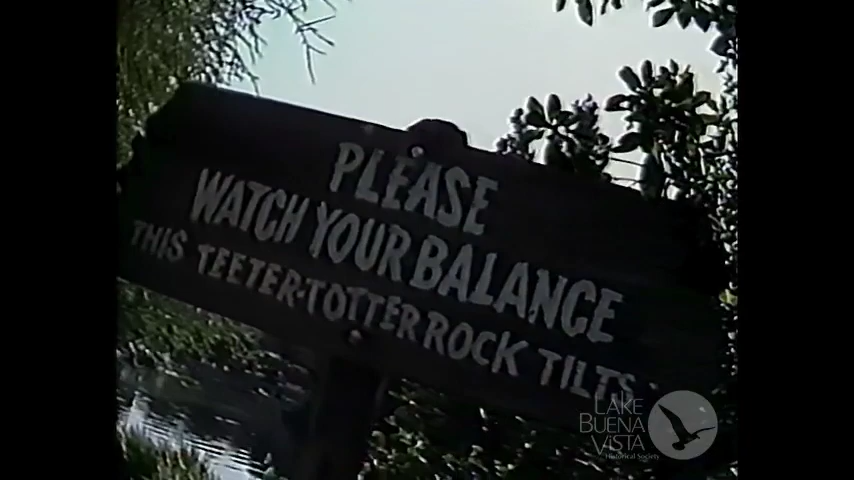 PLEASE
WATCH YOUR BALANCE
THIS TEETER-TOTTER ROCK TILTS
LAKE
BUENA
VISTA
Historical Society